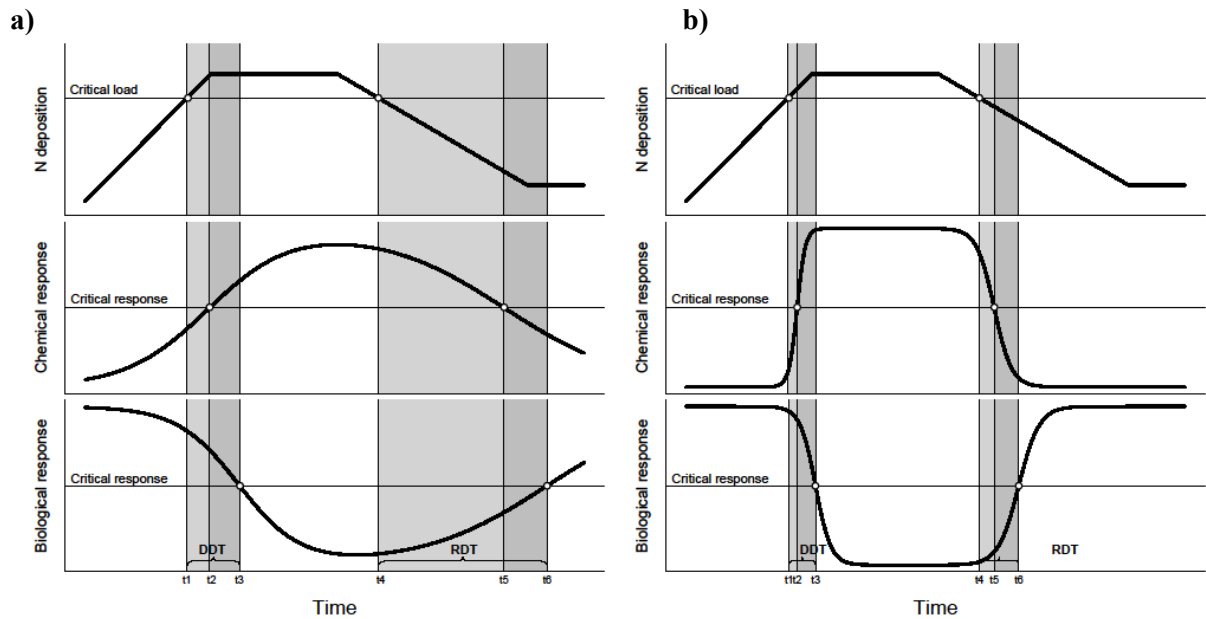 a)
N deposition
Critical load
Chemical response
Critical response
Biological response
Critical response
DDT
RDT
t1 t2 t3 t4 t5 t6
Time
b)
N deposition
Critical load
Chemical response
Critical response
Biological response
Critical response
DDT
RDT
t1 t2 t3 t4 t5 t6
Time